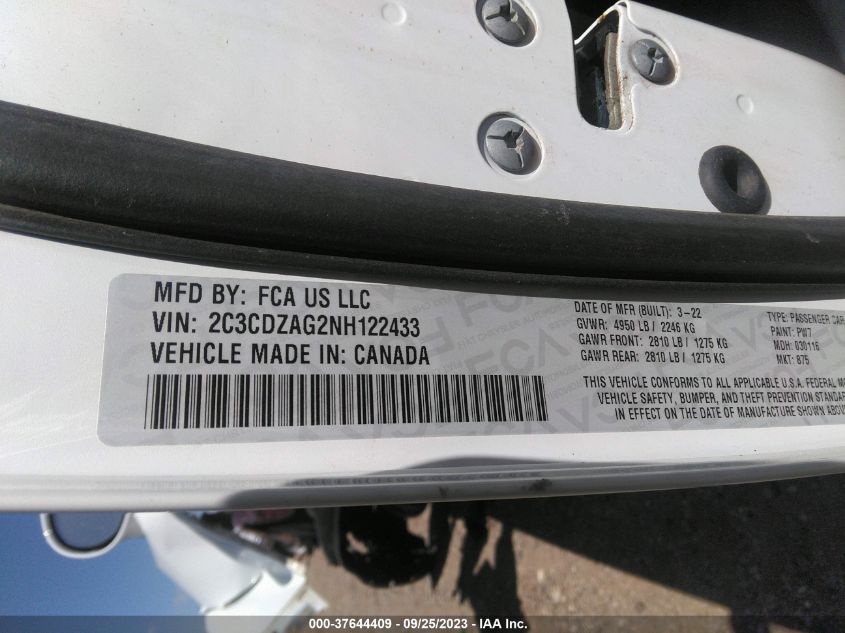 MFD BY: FCA US LLC
VIN: 2C3CDZAG2NH122433
VEHICLE MADE IN: CANADA
DATE OF MFR (BUILT): 3-22
GVWR: 4950 LB / 2246 KG
GAWR FRONT: 2810 LB / 1275 KG
GAWR REAR: 2810 LB / 1275 KG
TYPE: PASSENGER CAR
PAINT: PW7
MDH: 030116
MKT: 875
THIS VEHICLE CONFORMS TO ALL APPLICABLE U.S.A. FEDERAL
VEHICLE SAFETY, BUMPER, AND THEFT PREVENTION
IN EFFECT ON THE DATE OF MANUFACTURE SHOWN
000-37644409 - 09/25/2023 - IAA Inc.